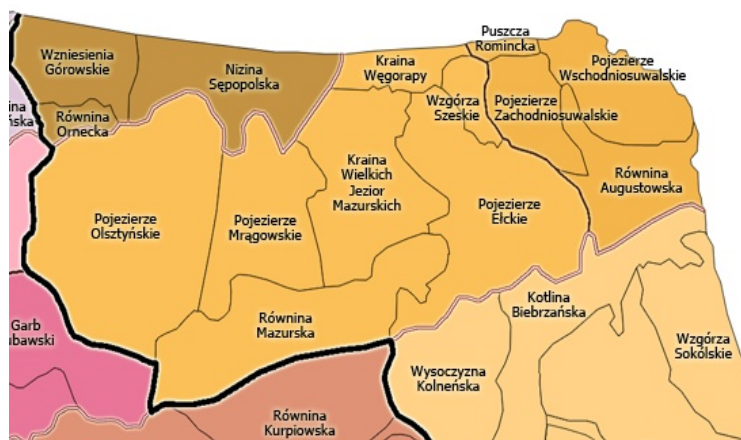 Wzniesienia
Górowskie
Nizina
Sępopolska
Kraina
Węgorapy
Puszcza
Romincka
Pojezierze
Wschodniosuwalskie
Równina
Ornecka
Wzgórza
Szeskie
Pojezierze
Zachodniosuwalskie
Kraina
Wielkich
Jezior
Mazurskich
Równina
Augustowska
Pojezierze
Olsztyńskie
Pojezierze
Mrągowskie
Pojezierze
Ełckie
Równina
Mazurska
Kotlina
Biebrzańska
Garb
ubawski
Wzgórza
Sokólskie
Wysoczyzna
Kolneńska
Równina
Kurpiowska